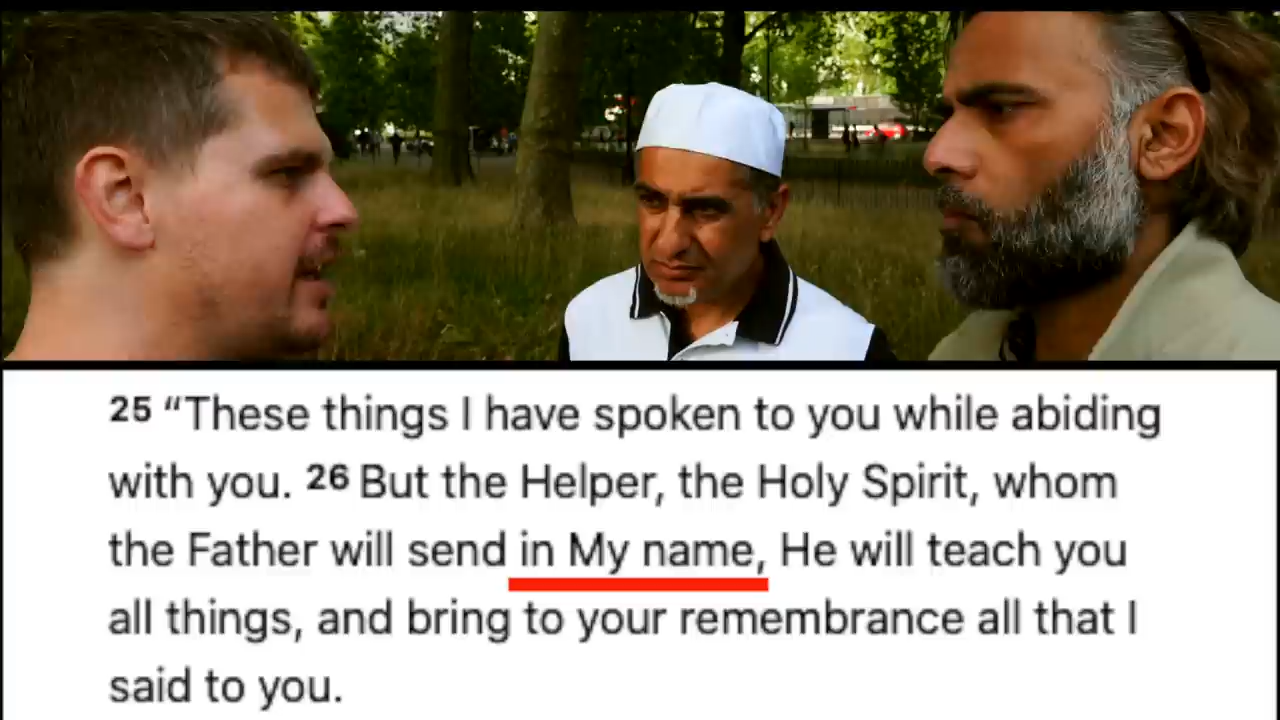 25 “These things I have spoken to you while abiding
with you. 26 But the Helper, the Holy Spirit, whom
the Father will send in My name, He will teach you
all things, and bring to your remembrance all that I
said to you.